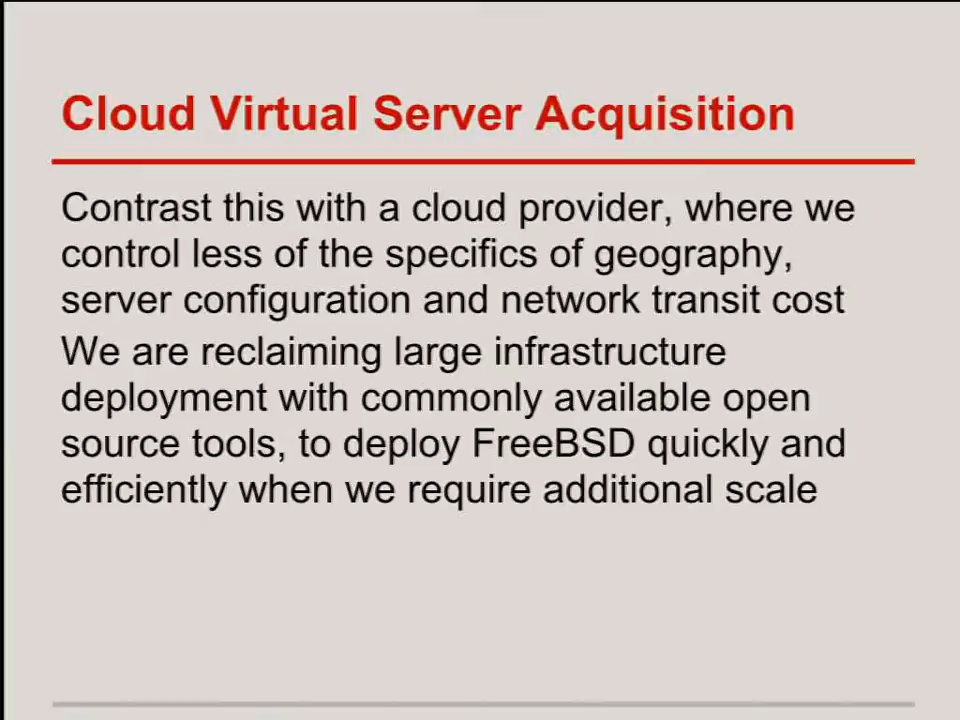 Cloud Virtual Server Acquisition
Contrast this with a cloud provider, where we
control less of the specifics of geography,
server configuration and network transit cost
We are reclaiming large infrastructure
deployment with commonly available open
source tools, to deploy FreeBSD quickly and
efficiently when we require additional scale